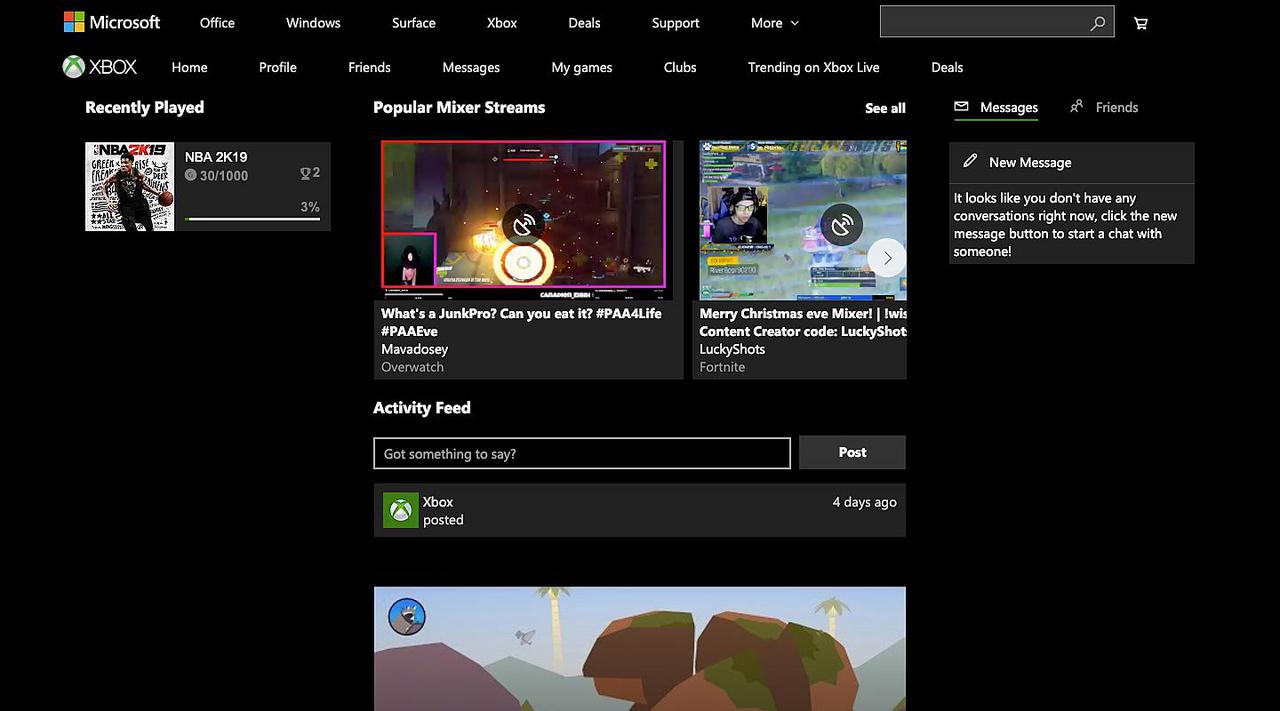 Microsoft
Office
Windows
Surface
Xbox
Deals
Support
More
XBOX
Home
Profile
Friends
Messages
My games
Clubs
Trending on Xbox Live
Deals
Recently Played
NBA 2K19
NBA 2K19
30/1000
2
3%
Popular Mixer Streams
See all
What's a JunkPro? Can you eat it? #PAA4Life
#PAAEve
Mavadosey
Overwatch
Merry Christmas eve Mixer! | !wis
Content Creator code: LuckyShots
LuckyShots
Fortnite
Activity Feed
Got something to say?
Post
Xbox
posted
4 days ago
Messages
Friends
New Message
It looks like you don't have any
conversations right now, click the new
message button to start a chat with
someone!